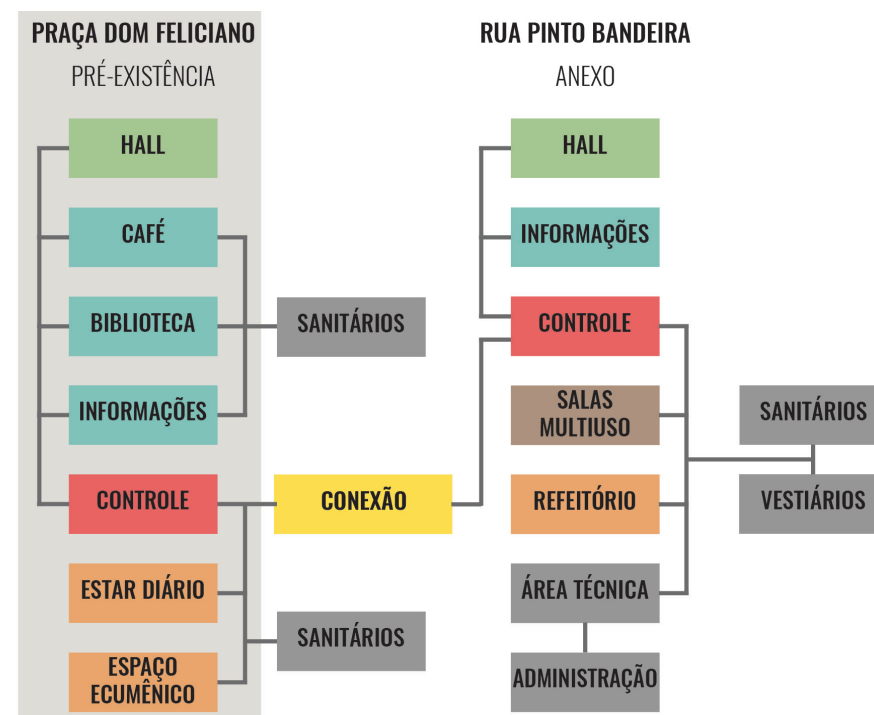 PRAÇA DOM FELICIANO
PRÉ-EXISTÊNCIA
HALL
CAFÉ
BIBLIOTECA
SANITÁRIOS
INFORMAÇÕES
CONTROLE
CONEXÃO
ESTAR DIÁRIO
SANITÁRIOS
ESPAÇO
ECUMÊNICO
RUA PINTO BANDEIRA
ANEXO
HALL
INFORMAÇÕES
CONTROLE
SALAS
MULTIUSO
SANITÁRIOS
REFEITÓRIO
VESTIÁRIOS
ÁREA TÉCNICA
ADMINISTRAÇÃO